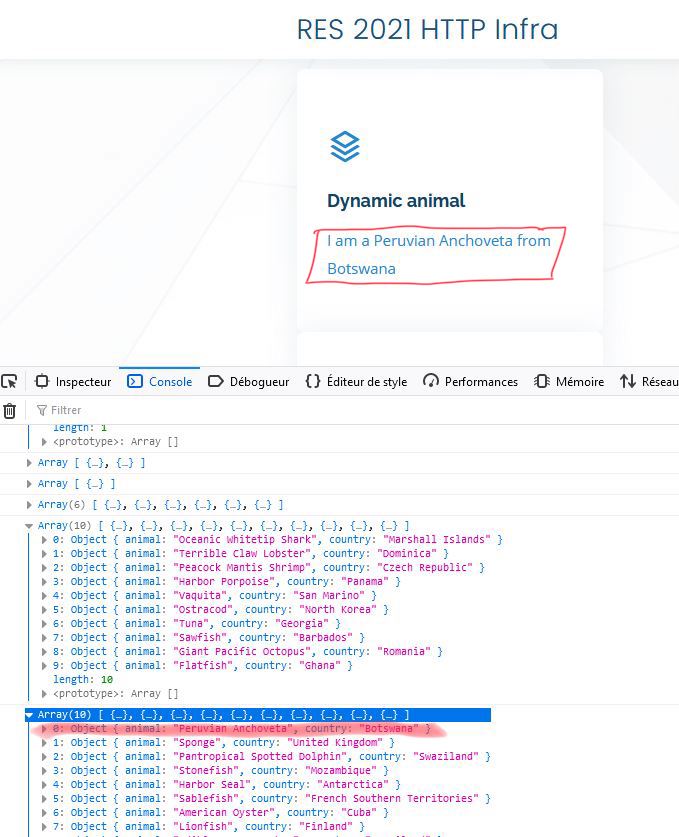 RES 2021 HTTP Infra
Dynamic animal
I am a Peruvian Anchoveta from
Botswana
Inspecteur Console Débogueur {} Éditeur de style Performances Mémoire Réseau
Filtrer
length: 1
<prototype>: Array []
Array [ {…}, {…} ]
Array [ {…} ]
Array(6) [ {…}, {…}, {…}, {…}, {…}, {…} ]
Array(10) [ {…}, {…}, {…}, {…}, {…}, {…}, {…}, {…}, {…}, {…} ]
0: Object { animal: "Oceanic Whitetip Shark", country: "Marshall Islands" }
1: Object { animal: "Terrible Claw Lobster", country: "Dominica" }
2: Object { animal: "Peacock Mantis Shrimp", country: "Czech Republic" }
3: Object { animal: "Harbor Porpoise", country: "Panama" }
4: Object { animal: "Vaquita", country: "San Marino" }
5: Object { animal: "Ostracod", country: "North Korea" }
6: Object { animal: "Tuna", country: "Georgia" }
7: Object { animal: "Sawfish", country: "Barbados" }
8: Object { animal: "Giant Pacific Octopus", country: "Romania" }
9: Object { animal: "Flatfish", country: "Ghana" }
length: 10
<prototype>: Array []
Array(10) [ {…}, {…}, {…}, {…}, {…}, {…}, {…}, {…}, {…}, {…} ]
0: Object { animal: "Peruvian Anchoveta", country: "Botswana" }
1: Object { animal: "Sponge", country: "United Kingdom" }
2: Object { animal: "Pantropical Spotted Dolphin", country: "Swaziland" }
3: Object { animal: "Stonefish", country: "Mozambique" }
4: Object { animal: "Harbor Seal", country: "Antarctica" }
5: Object { animal: "Sablefish", country: "French Southern Territories" }
6: Object { animal: "American Oyster", country: "Cuba" }
7: Object { animal: "Lionfish", country: "Finland" }